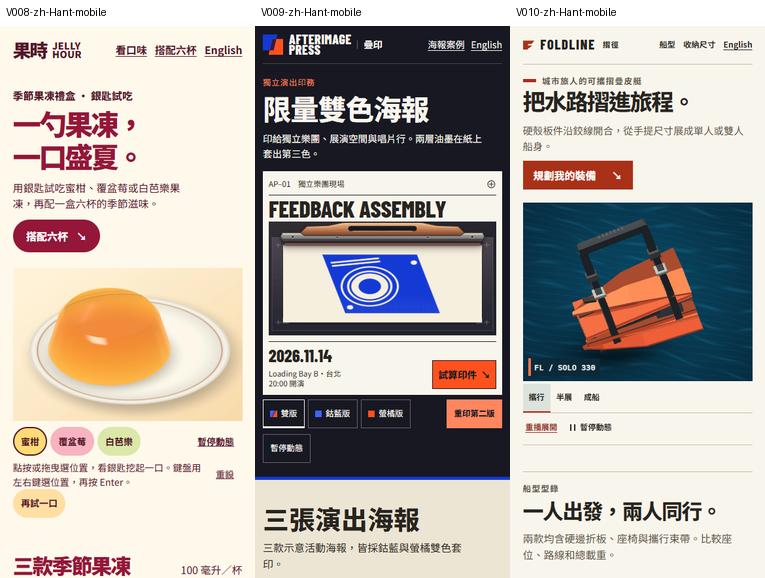 V008-zh-Hant-mobile
果時 JELLY HOUR
看口味 搭配六杯 English
季節果凍禮盒・銀匙試吃
一勺果凍，
一口盛夏。
用銀匙試吃蜜柑、覆盆莓或白芭樂果
凍，再配一盒六杯的季節滋味。
搭配六杯 ↘
蜜柑 覆盆莓 白芭樂 暫停動態
點按或拖曳選位置，看銀匙挖起一口。鍵盤用
左右鍵選位置，再按 Enter。
重設
再試一口
三款季節果凍 100 毫升／杯
V009-zh-Hant-mobile
AFTERIMAGE PRESS 疊印
海報案例 English
獨立演出印務
限量雙色海報
印給獨立樂團、展演空間與唱片行。兩層油墨在紙上
套出第三色。
AP-01 獨立樂團現場
FEEDBACK ASSEMBLY
2026.11.14
Loading Bay B・台北
20:00 開演
試算印件 ↘
雙版 鈷藍版 螢橘版 重印第二版
暫停動態
三張演出海報
三款示意活動海報，皆採鈷藍與螢橘雙色套
印。
V010-zh-Hant-mobile
FOLDLINE 摺徑
船型 收納尺寸 English
城市旅人的可攜摺疊皮艇
把水路摺進旅程。
硬殼板件沿鉸線開合，從手提尺寸展成單人或雙人
船身。
規劃我的裝備 ↘
FL / SOLO 330
攜行 半展 成船
重播展開 暫停動態
船型型錄
一人出發，兩人同行。
兩款均含硬邊折板、座椅與攜行束帶。比較座
位、路線和總載重。